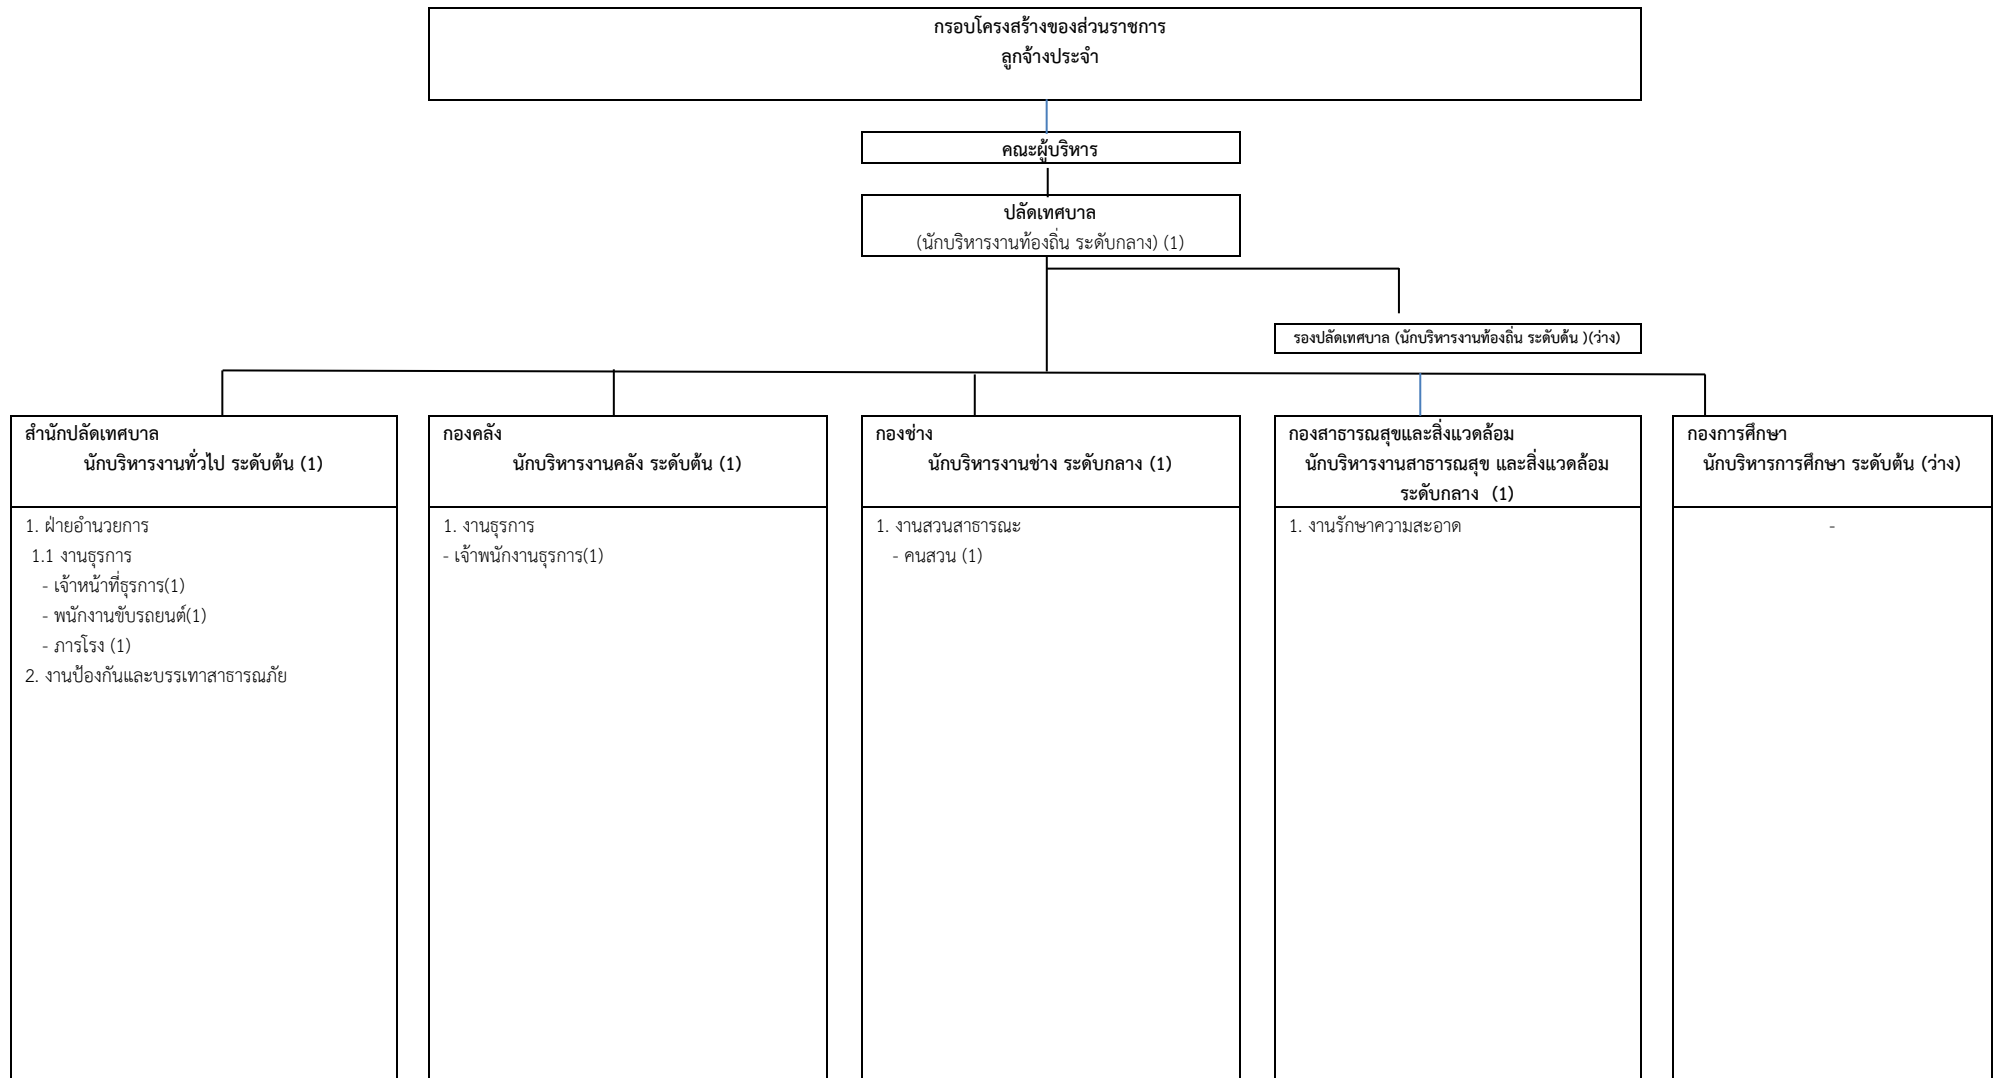 กรอบโครงสร้างของส่วนราชการ
ลูกจ้างประจำ
คณะผู้บริหาร
ปลัดเทศบาล
(นักบริหารงานท้องถิ่น ระดับกลาง) (1)
รองปลัดเทศบาล (นักบริหารงานท้องถิ่น ระดับต้น )(ว่าง)
สำนักปลัดเทศบาล
นักบริหารงานทั่วไป ระดับต้น (1)
1. ฝ่ายอำนวยการ
1.1 งานธุรการ
- เจ้าหน้าที่ธุรการ(1)
- พนักงานขับรถยนต์(1)
- ภารโรง (1)
2. งานป้องกันและบรรเทาสาธารณภัย
กองคลัง
นักบริหารงานคลัง ระดับต้น (1)
1. งานธุรการ
- เจ้าพนักงานธุรการ(1)
กองช่าง
นักบริหารงานช่าง ระดับกลาง (1)
1. งานสวนสาธารณะ
- คนสวน (1)
กองสาธารณสุขและสิ่งแวดล้อม
นักบริหารงานสาธารณสุข และสิ่งแวดล้อม
ระดับกลาง  (1)
1. งานรักษาความสะอาด
กองการศึกษา
นักบริหารการศึกษา ระดับต้น (ว่าง)
-